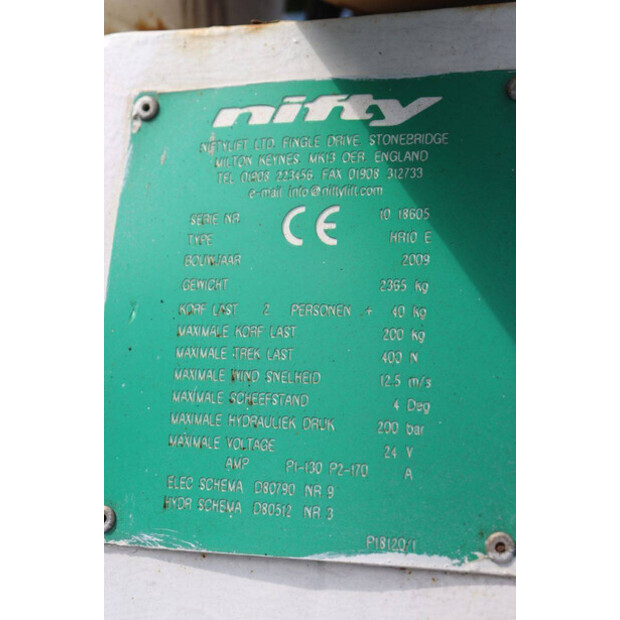 nifty
NIFTYLIFT LTD. FINGLE DRIVE. STONEBRIDGE
MILTON KEYNES. MK13 OER. ENGLAND
TEL 01908 223456 FAX 01908 312733
e-mail info@niftylift.com
SERIE NR. CE 10 18605
TYPE HR10 E
BOUWJAAR 2009
GEWICHT 2365 Kg
KORF LAST 2 PERSONEN + 40 Kg
MAXIMALE KORF LAST 200 Kg
MAXIMALE TREK LAST 400 N
MAXIMALE WIND SNELHEID 12.5 m/s
MAXIMALE SCHEEFSTAND 4 Deg
MAXIMALE HYDRAULIEK DRUK 200 bar
MAXIMALE VOLTAGE 24 V
AMP P1-130 P2-170 A
ELEC SCHEMA D80790 NR 9
HYDR SCHEMA D80512 NR 3
P18120/1